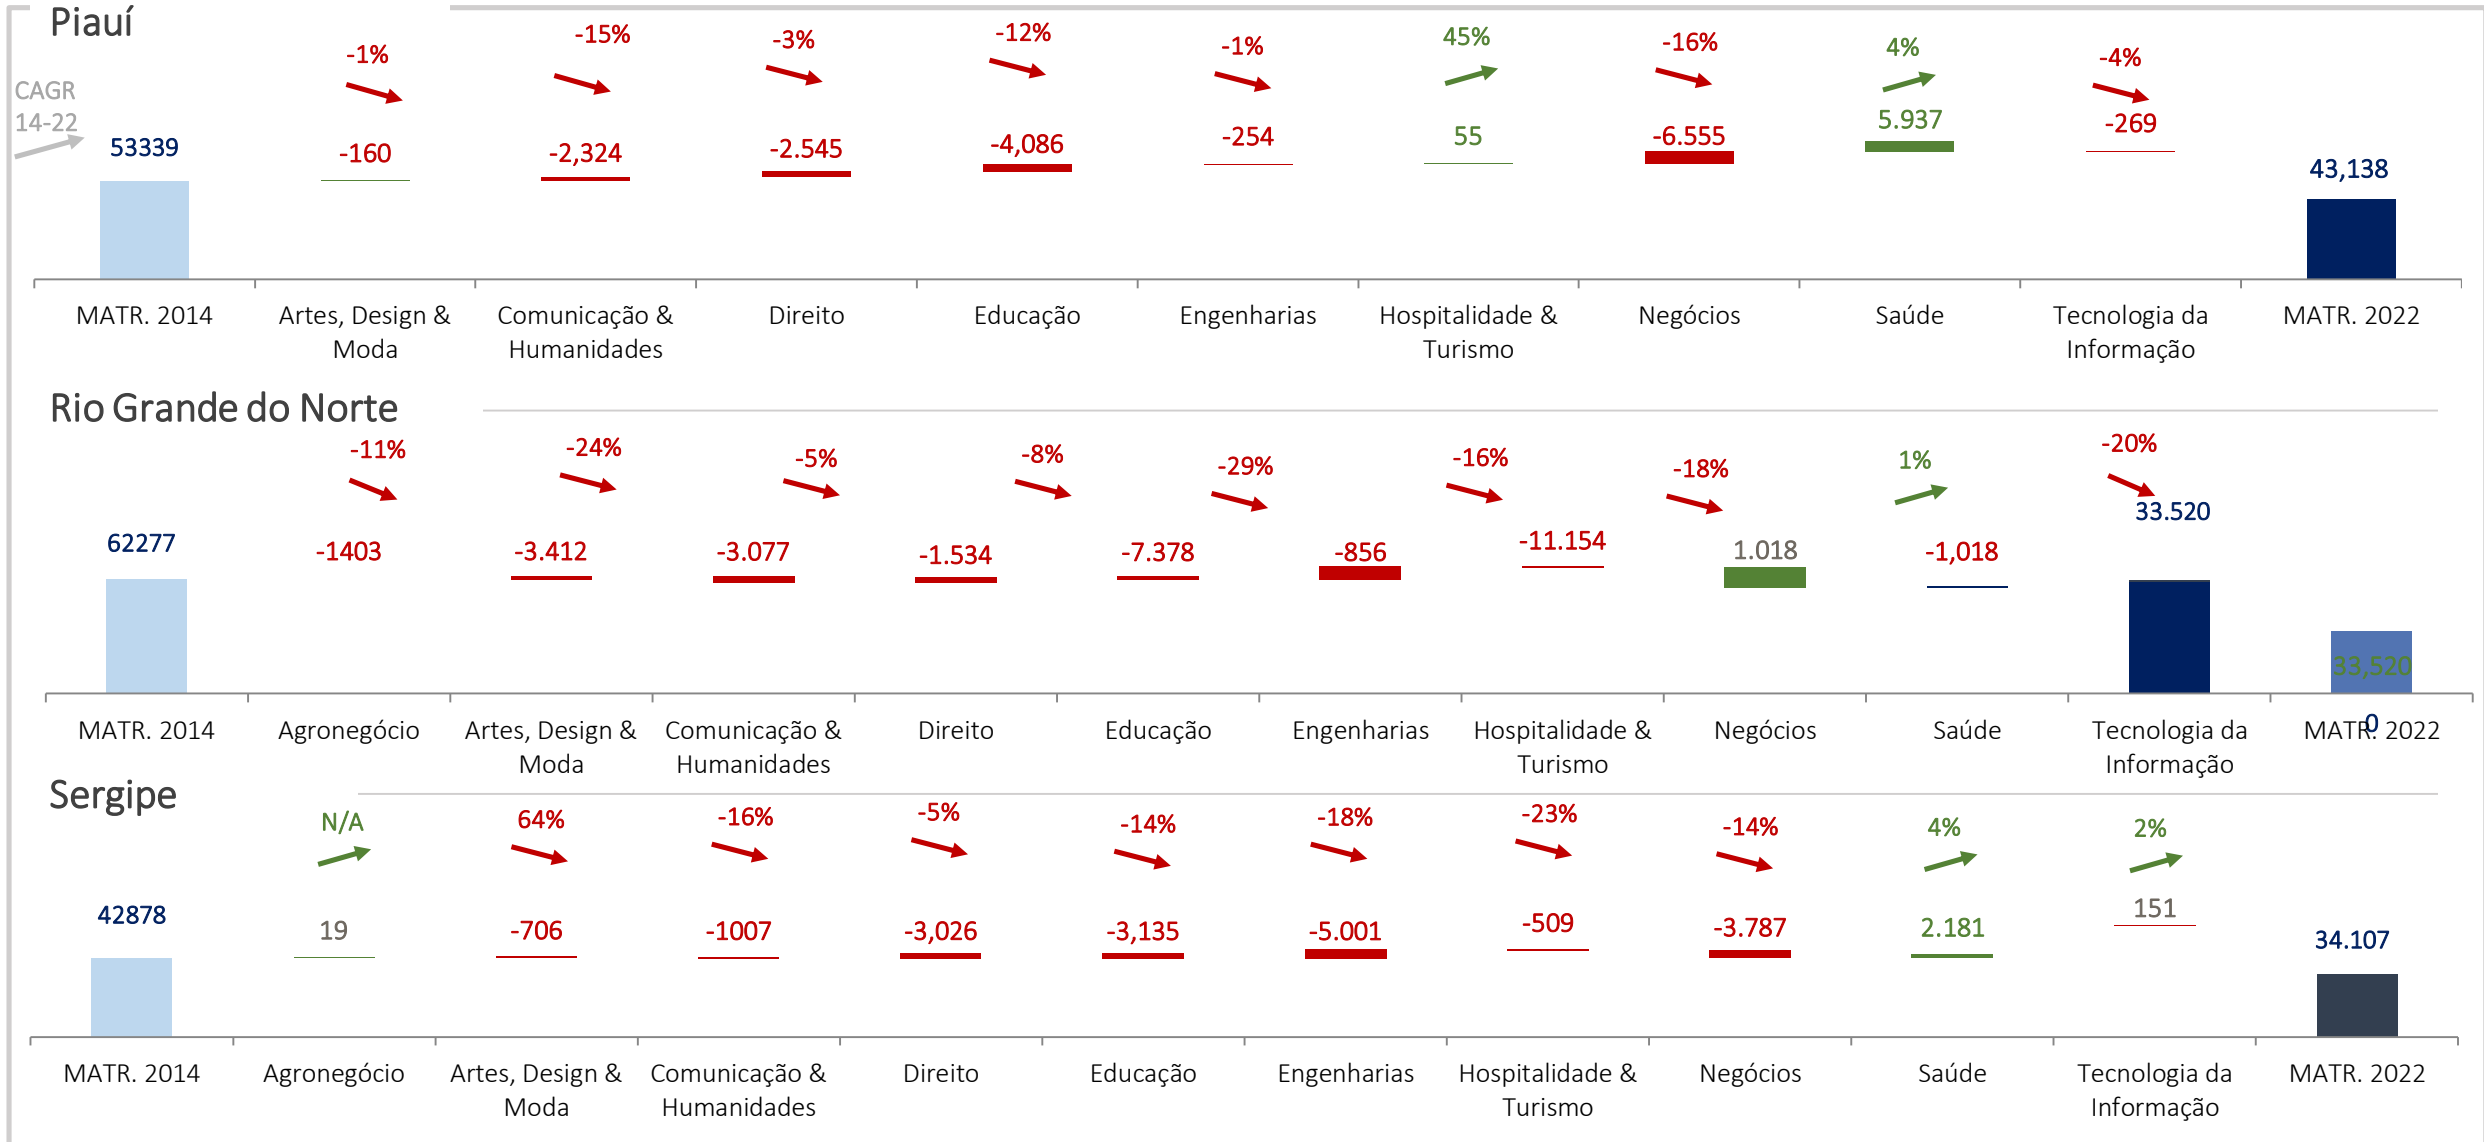 Piauí
-1% -15% -3% -12% -1% 45% -16% 4% -4%
CAGR
14-22
53339 -160 -2,324 -2.545 -4,086 -254 55 -6.555 5.937 -269 43,138
MATR. 2014 Artes, Design & Comunicação & Direito Educação Engenharias Hospitalidade & Negócios Saúde Tecnologia da MATR. 2022
Moda Humanidades Turismo Informação
Rio Grande do Norte
-11% -24% -5% -8% -29% -16% -18% 1% -20%
62277 -1403 -3.412 -3.077 -1.534 -7.378 -856 -11.154 1.018 -1,018 33.520
33,520
0
MATR. 2014 Agronegócio Artes, Design & Comunicação & Direito Educação Engenharias Hospitalidade & Negócios Saúde Tecnologia da MATR. 2022
Moda Humanidades Turismo Informação
Sergipe
N/A 64% -16% -5% -14% -18% -23% -14% 4% 2%
42878 19 -706 -1007 -3,026 -3,135 -5.001 -509 -3.787 2.181 151 34.107
MATR. 2014 Agronegócio Artes, Design & Comunicação & Direito Educação Engenharias Hospitalidade & Negócios Saúde Tecnologia da MATR. 2022
Moda Humanidades Turismo Informação